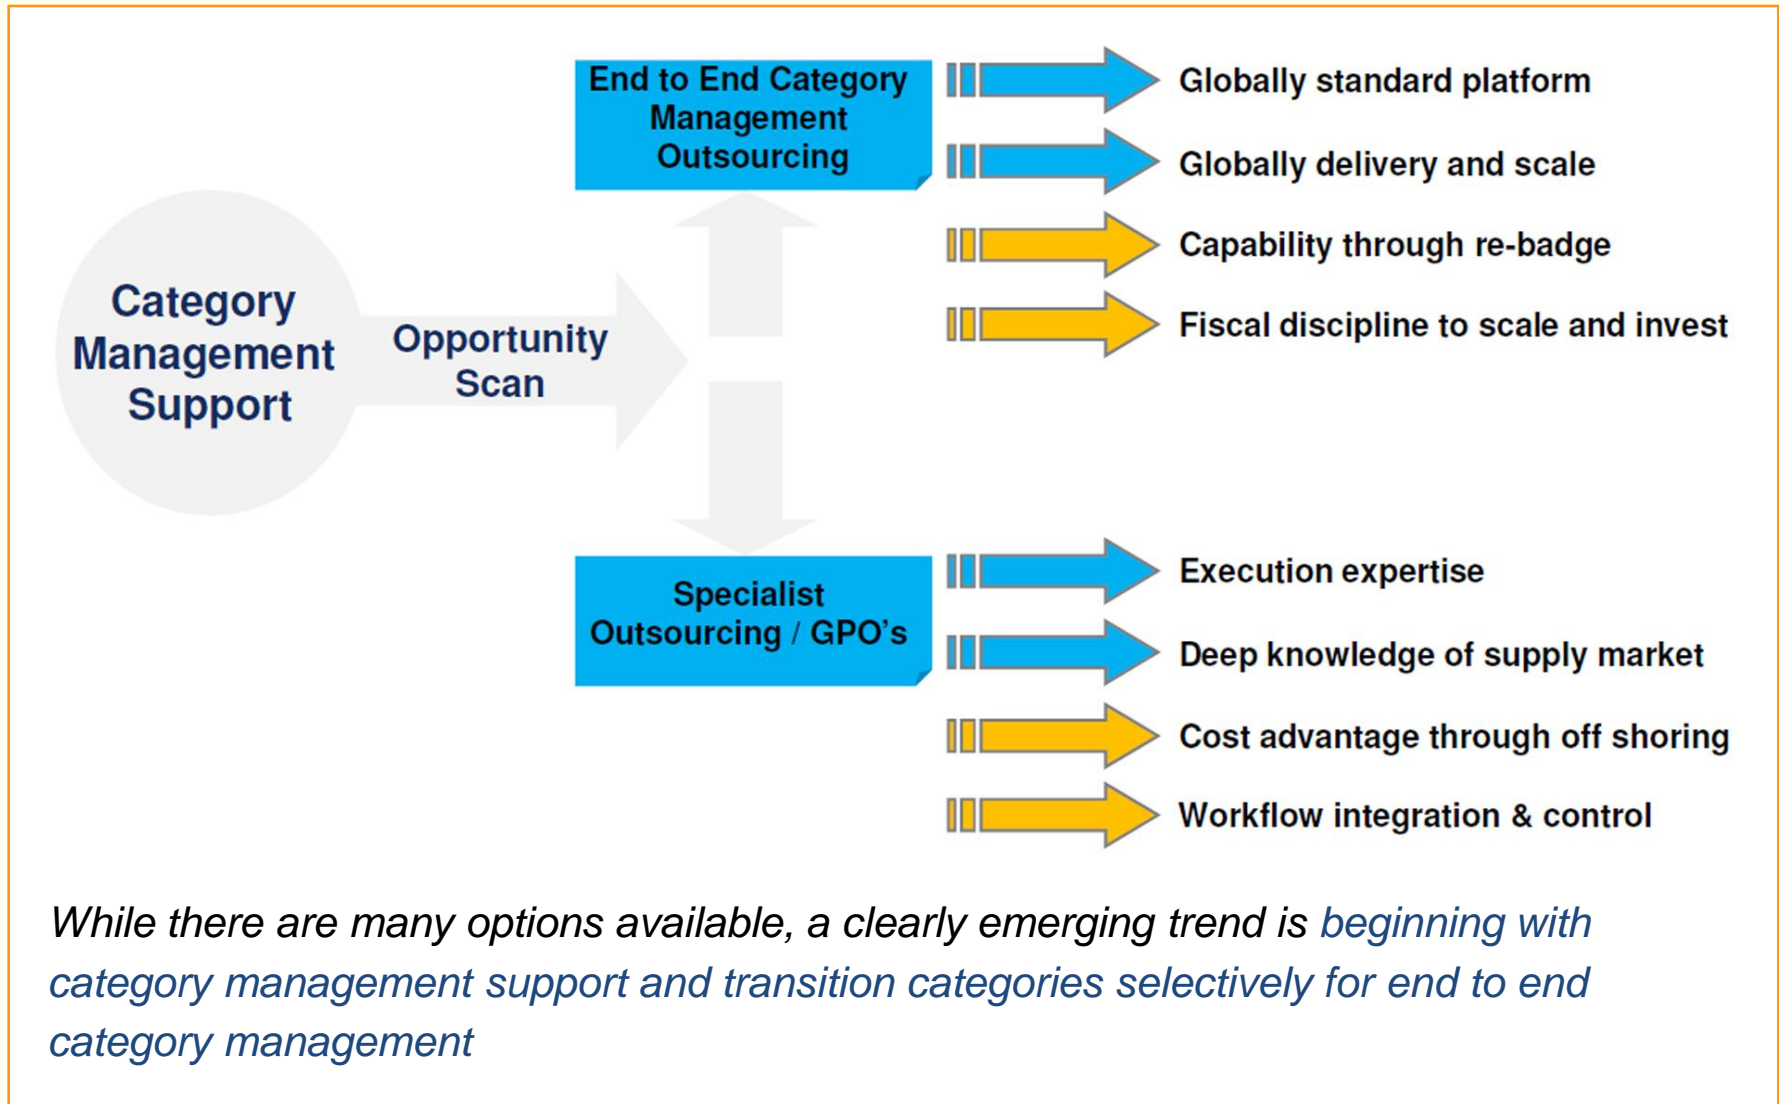 End to End Category
Management
Outsourcing
Globally standard platform
Globally delivery and scale
Capability through re-badge
Fiscal discipline to scale and invest
Category
Management
Support
Opportunity
Scan
Specialist
Outsourcing / GPO’s
Execution expertise
Deep knowledge of supply market
Cost advantage through off shoring
Workflow integration & control
While there are many options available, a clearly emerging trend is beginning with
category management support and transition categories selectively for end to end
category management